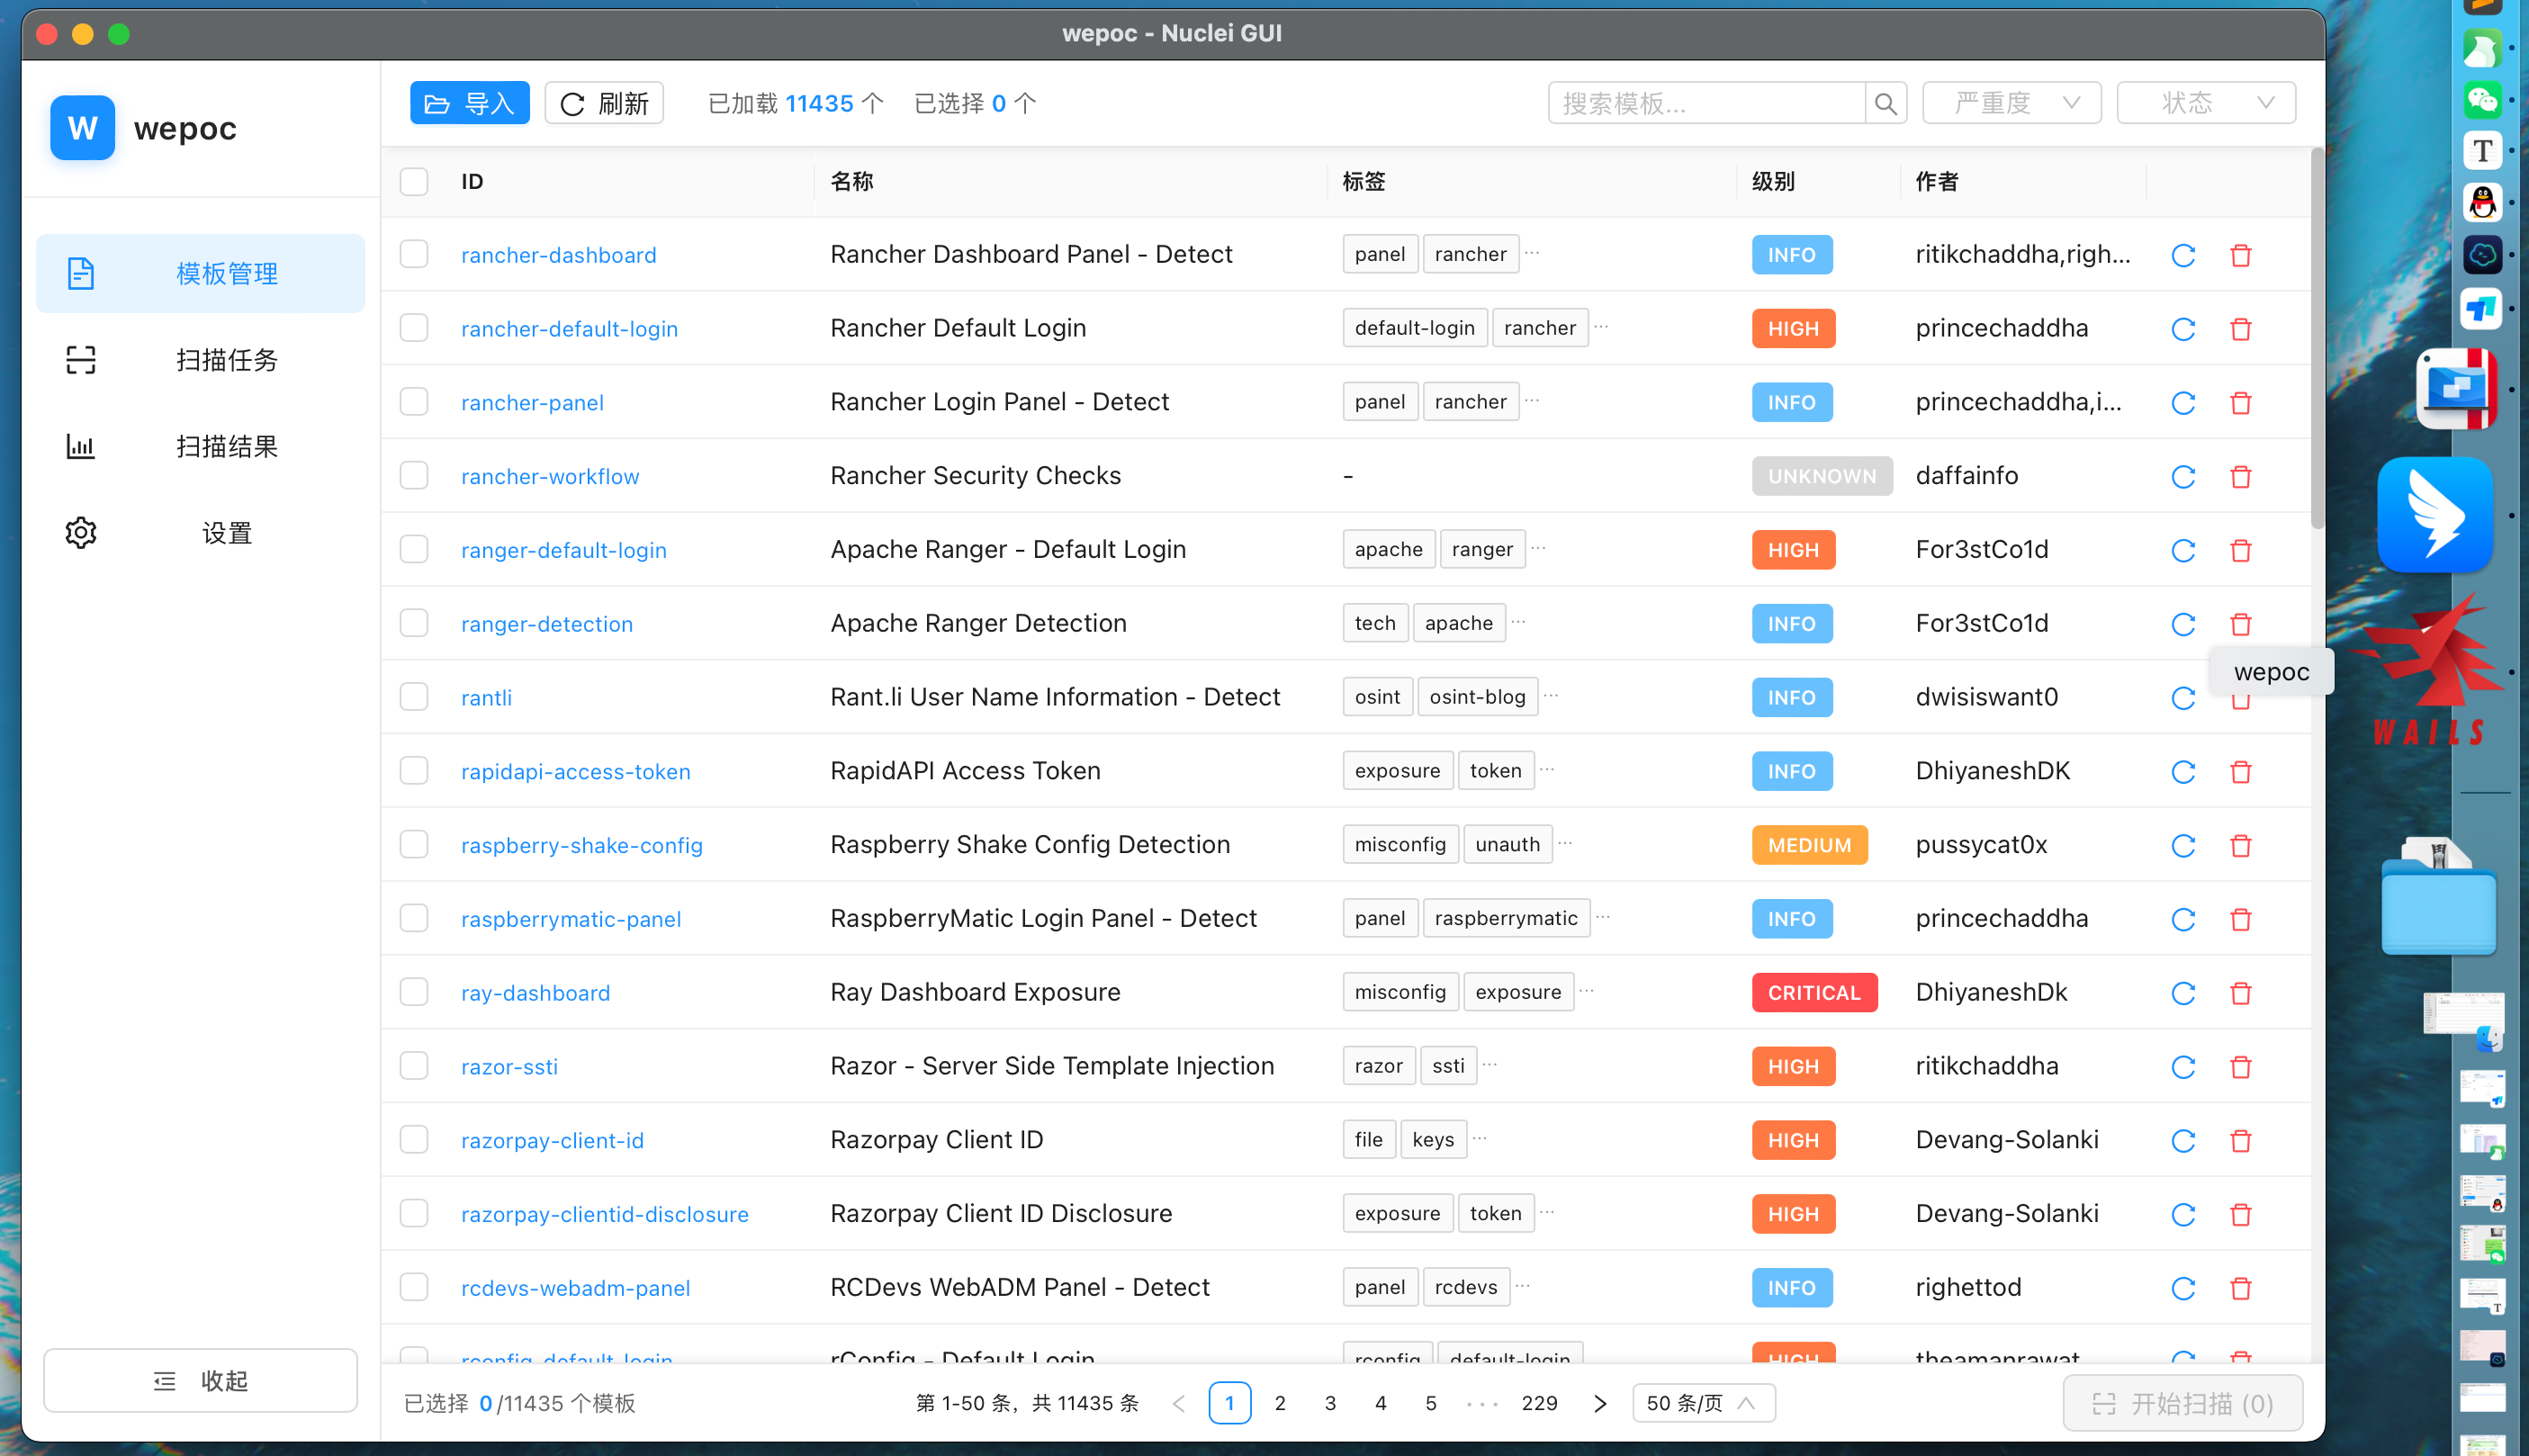 wepoc - Nuclei GUI
W wepoc
模板管理
扫描任务
扫描结果
设置
收起
导入 刷新 已加载 11435 个 已选择 0 个 搜索模板... 严重度 状态
ID 名称 标签 级别 作者
rancher-dashboard Rancher Dashboard Panel - Detect panel rancher ... INFO ritikchaddha,righ...
rancher-default-login Rancher Default Login default-login rancher ... HIGH princechaddha
rancher-panel Rancher Login Panel - Detect panel rancher ... INFO princechaddha,i...
rancher-workflow Rancher Security Checks - UNKNOWN daffainfo
ranger-default-login Apache Ranger - Default Login apache ranger ... HIGH For3stCo1d
ranger-detection Apache Ranger Detection tech apache ... INFO For3stCo1d
rantli Rant.li User Name Information - Detect osint osint-blog ... INFO dwisiswant0
rapidapi-access-token RapidAPI Access Token exposure token ... INFO DhiyaneshDK
raspberry-shake-config Raspberry Shake Config Detection misconfig unauth ... MEDIUM pussycat0x
raspberrymatic-panel RaspberryMatic Login Panel - Detect panel raspberrymatic ... INFO princechaddha
ray-dashboard Ray Dashboard Exposure misconfig exposure ... CRITICAL DhiyaneshDk
razor-ssti Razor - Server Side Template Injection razor ssti ... HIGH ritikchaddha
razorpay-client-id Razorpay Client ID file keys ... HIGH Devang-Solanki
razorpay-clientid-disclosure Razorpay Client ID Disclosure exposure token ... HIGH Devang-Solanki
rcdevs-webadm-panel RCDevs WebADM Panel - Detect panel rcdevs ... INFO righettod
rconfig-default-login rConfig - Default Login rconfig default-login HIGH theamanrawat
已选择 0 /11435 个模板 第 1-50 条，共 11435 条 < 1 2 3 4 5 ··· 229 > 50 条/页 开始扫描 (0)
wepoc
WAILS
T